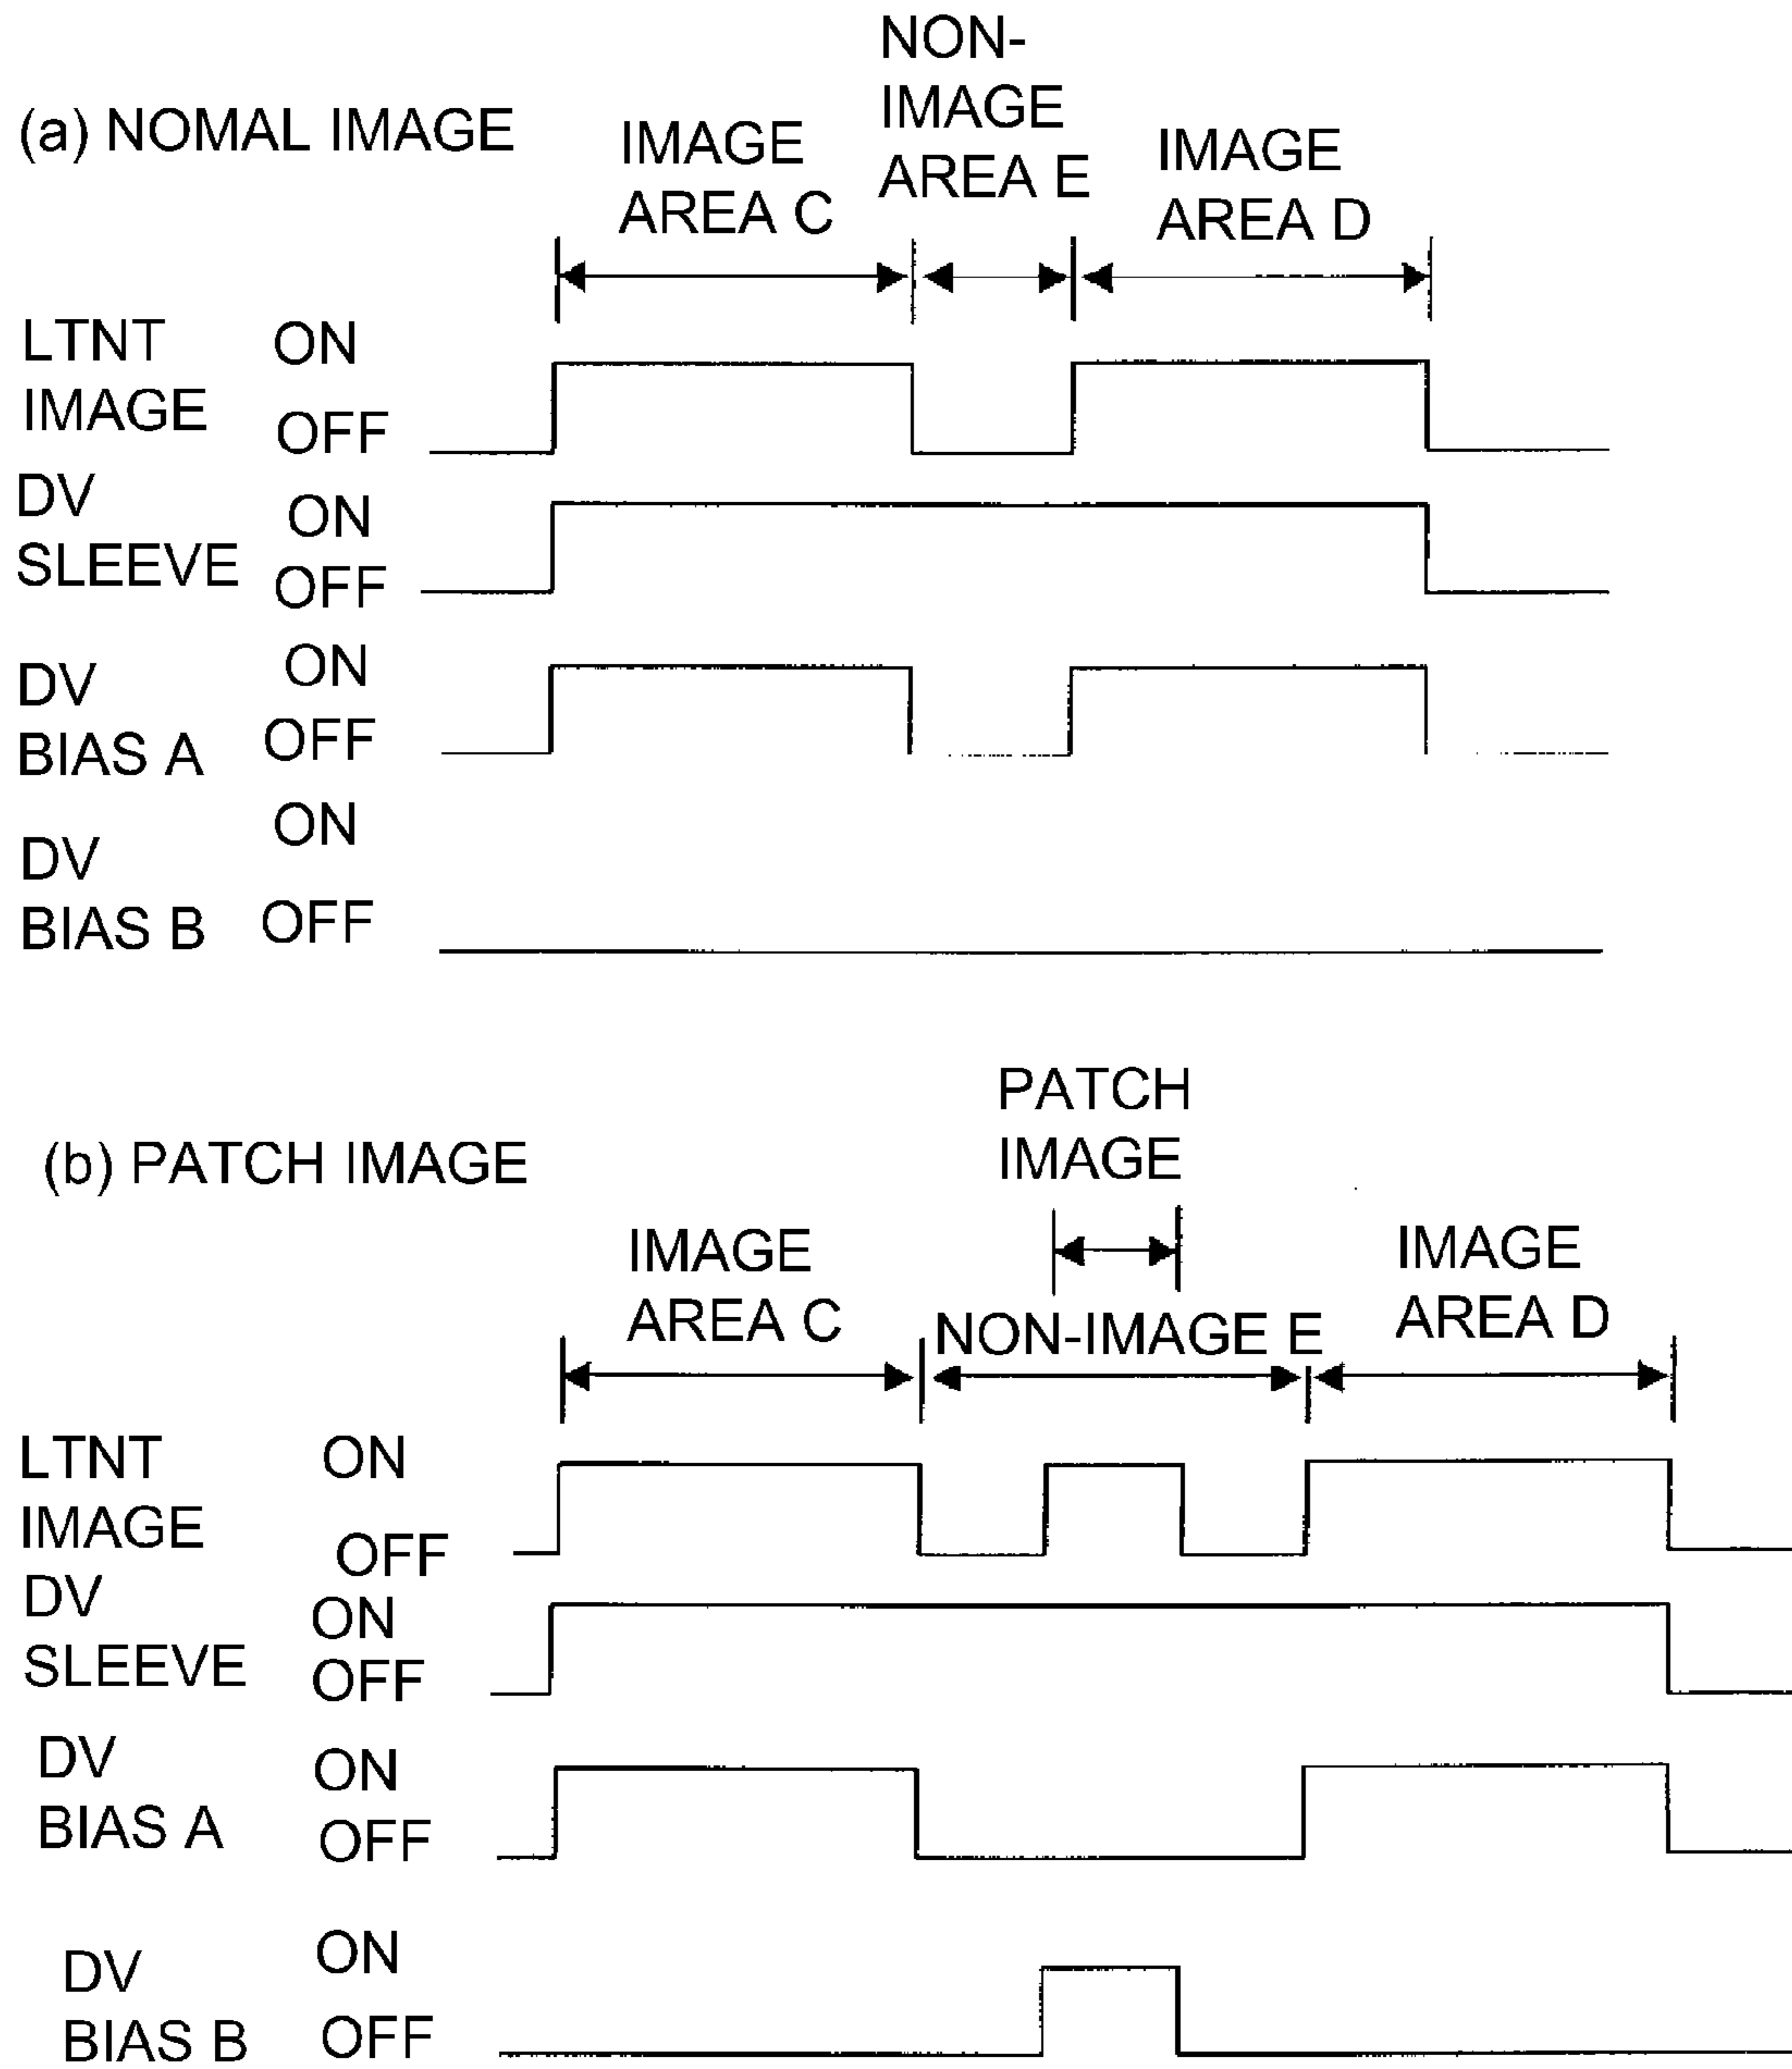 (a) NOMAL IMAGE
IMAGE
AREA C
NON-
IMAGE
AREA E
IMAGE
AREA D
LTNT
IMAGE
ON
OFF
DV
SLEEVE
ON
OFF
DV
BIAS A
ON
OFF
DV
BIAS B
ON
OFF
(b) PATCH IMAGE
PATCH
IMAGE
IMAGE
AREA C
NON-IMAGE E
IMAGE
AREA D
LTNT
IMAGE
ON
OFF
DV
SLEEVE
ON
OFF
DV
BIAS A
ON
OFF
DV
BIAS B
ON
OFF